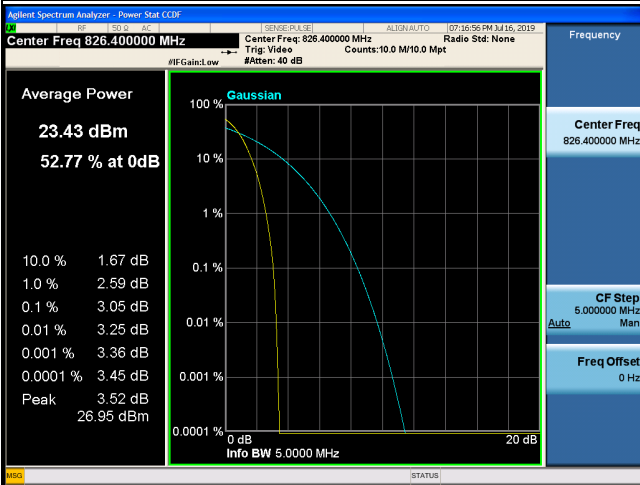 Agilent Spectrum Analyzer - Power Stat CCDF
RF 50 Ω AC SENSE:PULSE ALIGN AUTO 07:16:56 PM Jul 16, 2019
Center Freq 826.400000 MHz
Center Freq: 826.400000 MHz Radio Std: None
Trig: Video Counts:10.0 M/10.0 Mpt
#IFGain:Low #Atten: 40 dB
Frequency
Average Power
23.43 dBm
52.77 % at 0dB
10.0 % 1.67 dB
1.0 % 2.59 dB
0.1 % 3.05 dB
0.01 % 3.25 dB
0.001 % 3.36 dB
0.0001 % 3.45 dB
Peak 3.52 dB
26.95 dBm
Gaussian
100 %
10 %
1 %
0.1 %
0.01 %
0.001 %
0.0001 %
0 dB 20 dB
Info BW 5.0000 MHz
Center Freq
826.400000 MHz
CF Step
5.000000 MHz
Auto Man
Freq Offset
0 Hz
MSG STATUS